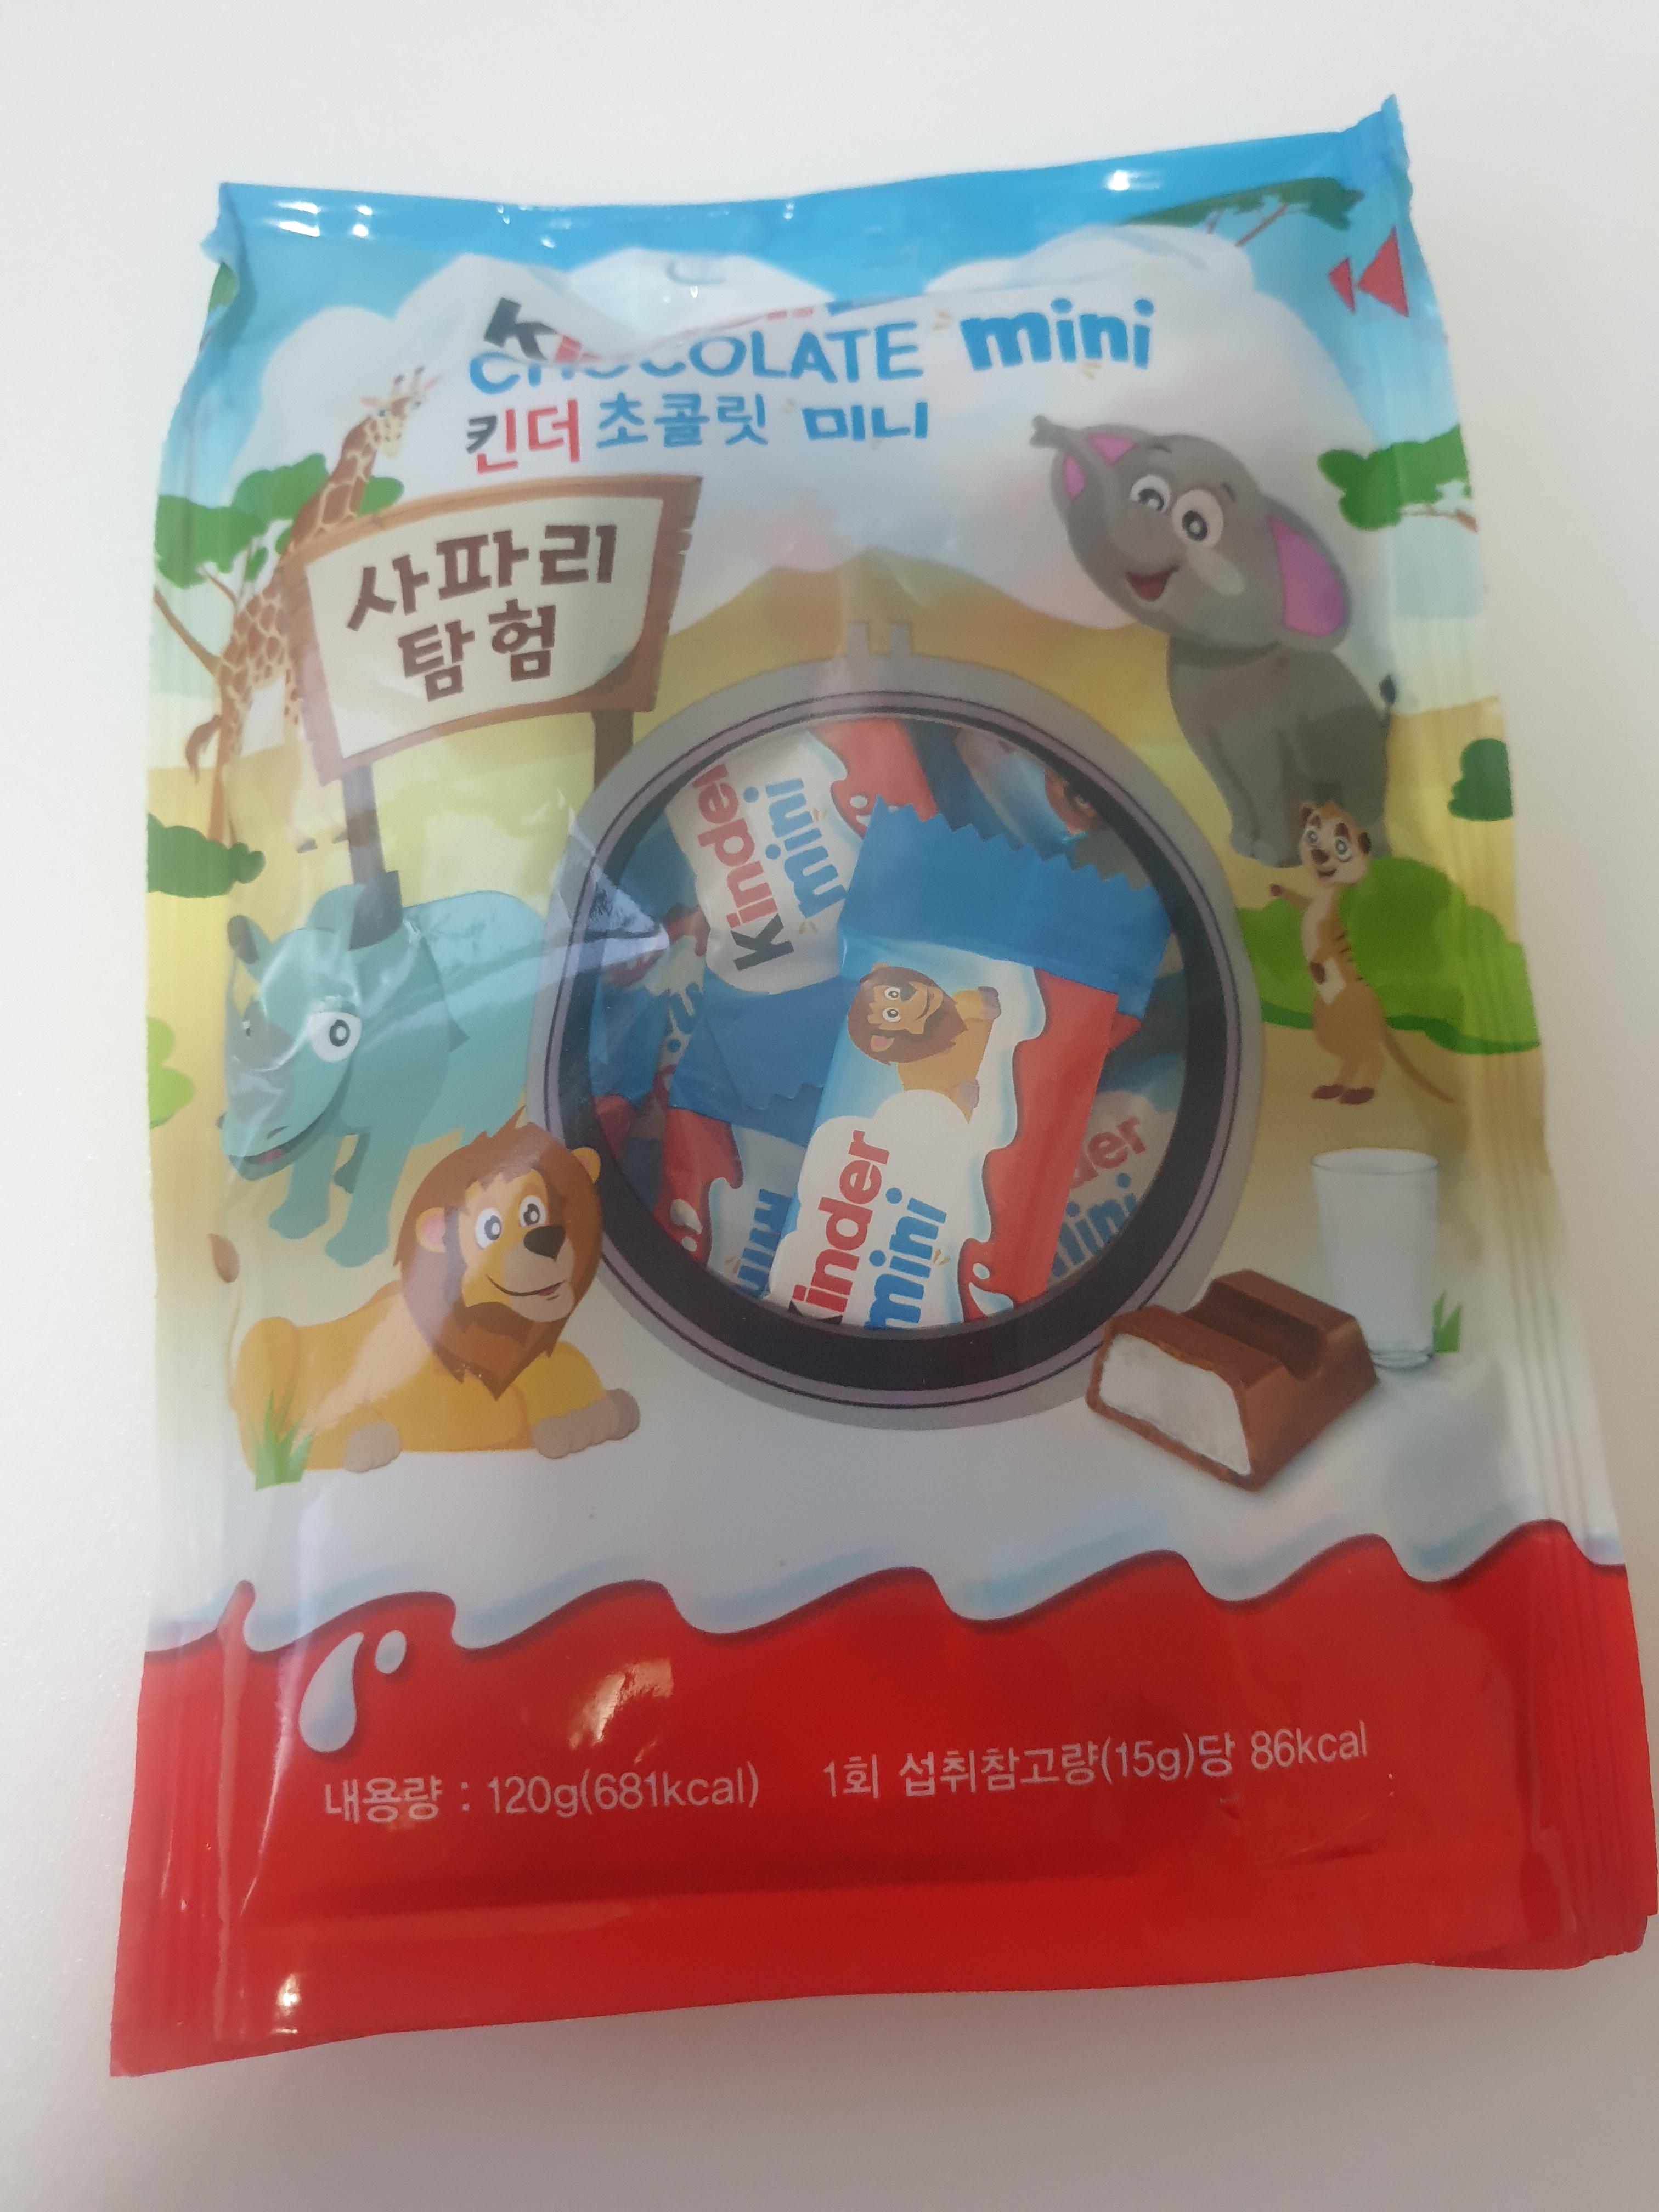 CHOCOLATE mini
킨더 초콜릿 미니
사파리
탐험
Kinder
mini
Kinder
mini
mini
내용량 : 120g(681kcal) 1회 섭취참고량(15g)당 86kcal